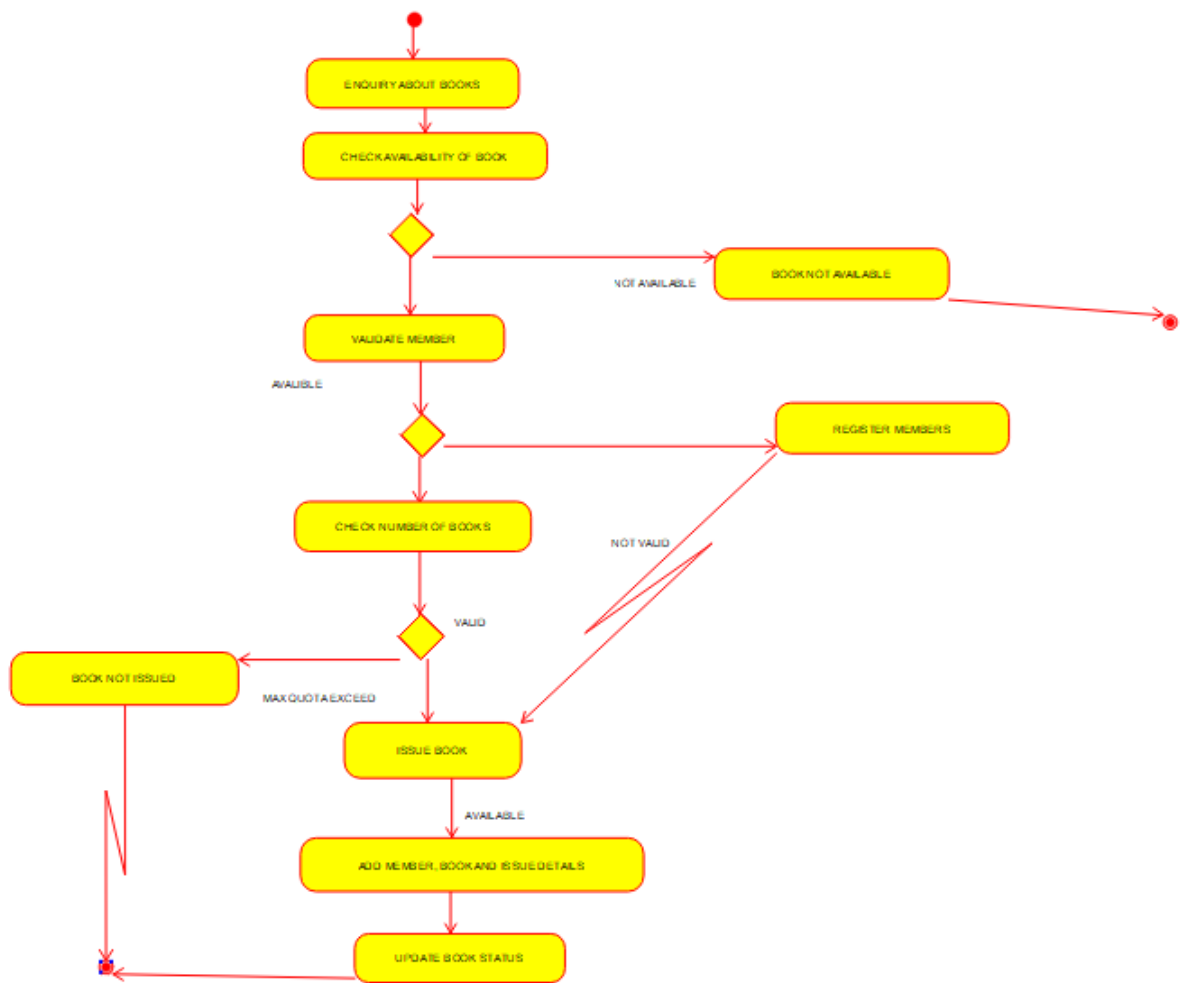 ENQUIRY ABOUT BOOKS
CHECK AVAILABILITY OF BOOK
BOOK NOT AVAILABLE
NOT AVAILABLE
VALIDATE MEMBER
AVALIBLE
REGISTER MEMBERS
CHECK NUMBER OF BOOKS
NOT VALID
VALID
BOOK NOT ISSUED
MAX QUOTA EXCEED
ISSUE BOOK
AVAILABLE
ADD MEMBER, BOOK AND ISSUE DETAILS
UPDATE BOOK STATUS